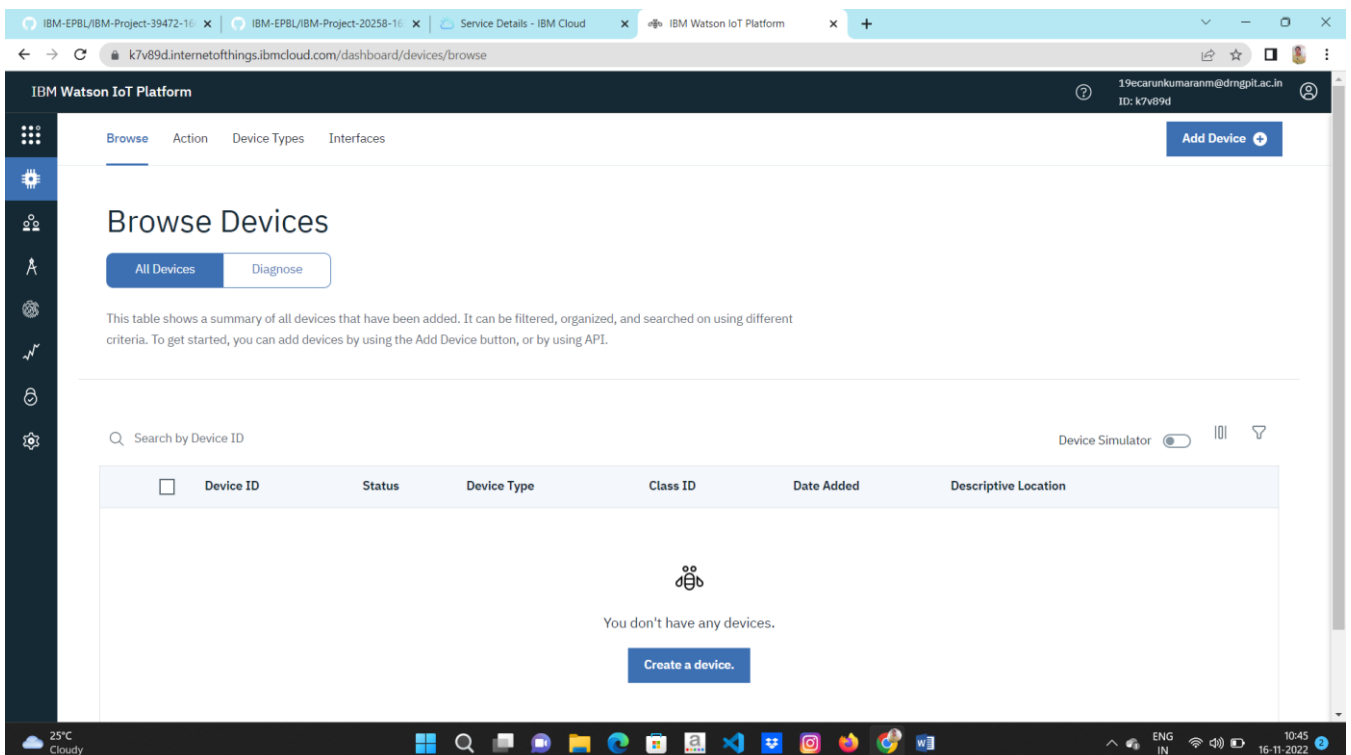 IBM-EPBL/IBM-Project-39472-16
IBM-EPBL/IBM-Project-20258-16
Service Details - IBM Cloud
IBM Watson IoT Platform
k7v89d.internetofthings.ibmcloud.com/dashboard/devices/browse
IBM Watson IoT Platform
19ecarunkumaranm@drngpit.ac.in
ID: k7v89d
Browse Action Device Types Interfaces
Add Device
Browse Devices
All Devices Diagnose
This table shows a summary of all devices that have been added. It can be filtered, organized, and searched on using different
criteria. To get started, you can add devices by using the Add Device button, or by using API.
Search by Device ID
Device Simulator
Device ID Status Device Type Class ID Date Added Descriptive Location
You don't have any devices.
Create a device.
25°C
Cloudy
ENG
IN
10:45
16-11-2022
2